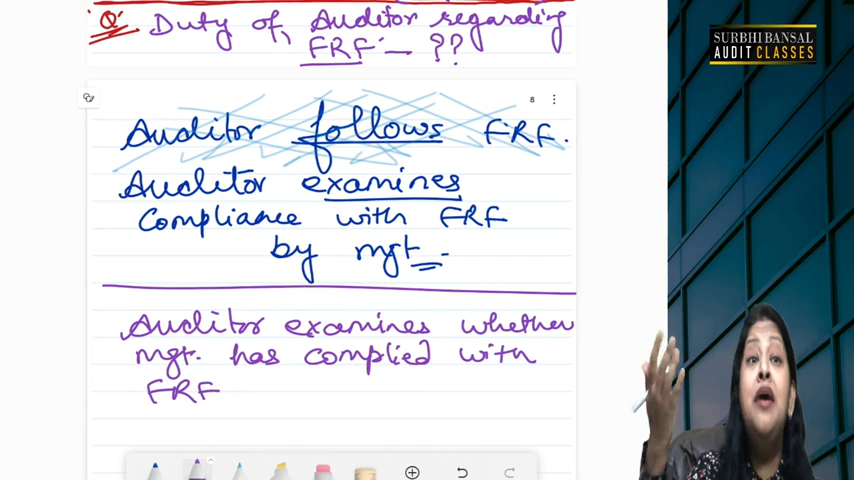 Q. Duty of Auditor regarding
FRF — ??
SURBHI BANSAL
AUDIT CLASSES
8
Auditor follows FRF.
Auditor examines
Compliance with FRF
by mgt.
Auditor examines whether
mgt. has complied with
FRF